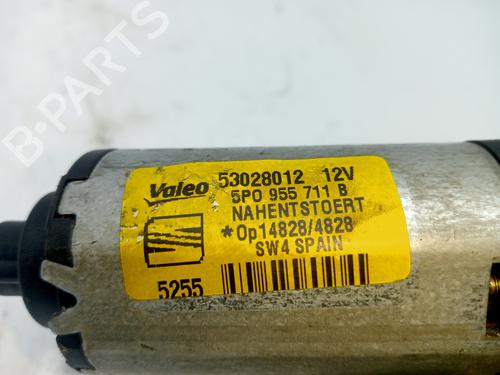 B-PARTS
Valeo 53028012 12V
5P0 955 711 B
NAHENTSTOERT
*Op14828/4828
SW4 SPAIN
5255